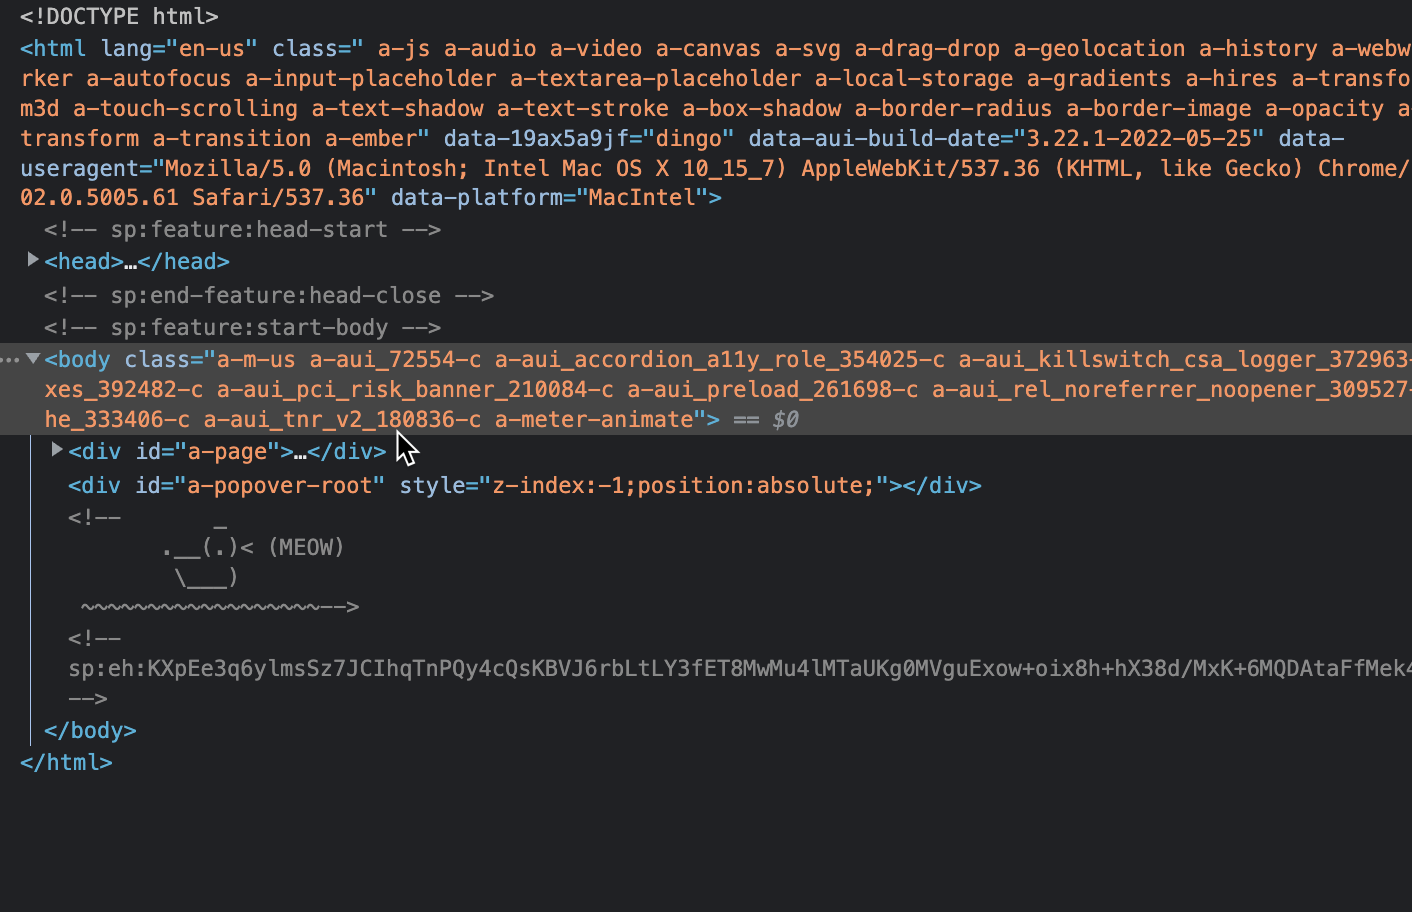 <!DOCTYPE html>
<html lang="en-us" class=" a-js a-audio a-video a-canvas a-svg a-drag-drop a-geolocation a-history a-webw
rker a-autofocus a-input-placeholder a-textarea-placeholder a-local-storage a-gradients a-hires a-transfo
m3d a-touch-scrolling a-text-shadow a-text-stroke a-box-shadow a-border-radius a-border-image a-opacity a
transform a-transition a-ember" data-19ax5a9jf="dingo" data-aui-build-date="3.22.1-2022-05-25" data-
useragent="Mozilla/5.0 (Macintosh; Intel Mac OS X 10_15_7) AppleWebKit/537.36 (KHTML, like Gecko) Chrome/
02.0.5005.61 Safari/537.36" data-platform="MacIntel">
<!-- sp:feature:head-start -->
<head>…</head>
<!-- sp:end-feature:head-close -->
<!-- sp:feature:start-body -->
<body class="a-m-us a-aui_72554-c a-aui_accordion_a11y_role_354025-c a-aui_killswitch_csa_logger_372963-
xes_392482-c a-aui_pci_risk_banner_210084-c a-aui_preload_261698-c a-aui_rel_noreferrer_noopener_309527-
he_333406-c a-aui_tnr_v2_180836-c a-meter-animate"> == $0
<div id="a-page">…</div>
<div id="a-popover-root" style="z-index:-1;position:absolute;"></div>
<!--       _
       .__(.)< (MEOW)
        \___)
 ~~~~~~~~~~~~~~~~~~-->
<!--
sp:eh:KXpEe3q6ylmsSz7JCIhqTnPQy4cQsKBVJ6rbLtLY3fET8MwMu4lMTaUKg0MVguExow+oix8h+hX38d/MxK+6MQDAtaFfMek4
-->
</body>
</html>